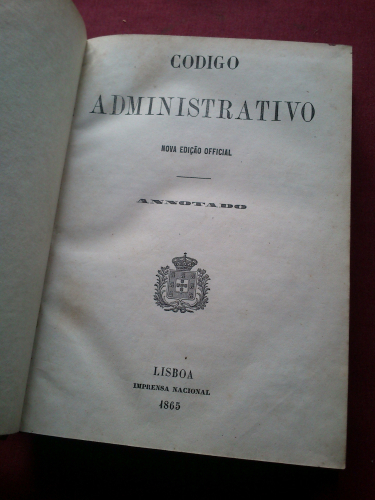 CODIGO
ADMINISTRATIVO
NOVA EDIÇÃO OFFICIAL
ANNOTADO
LISBOA
IMPRENSA NACIONAL
1865